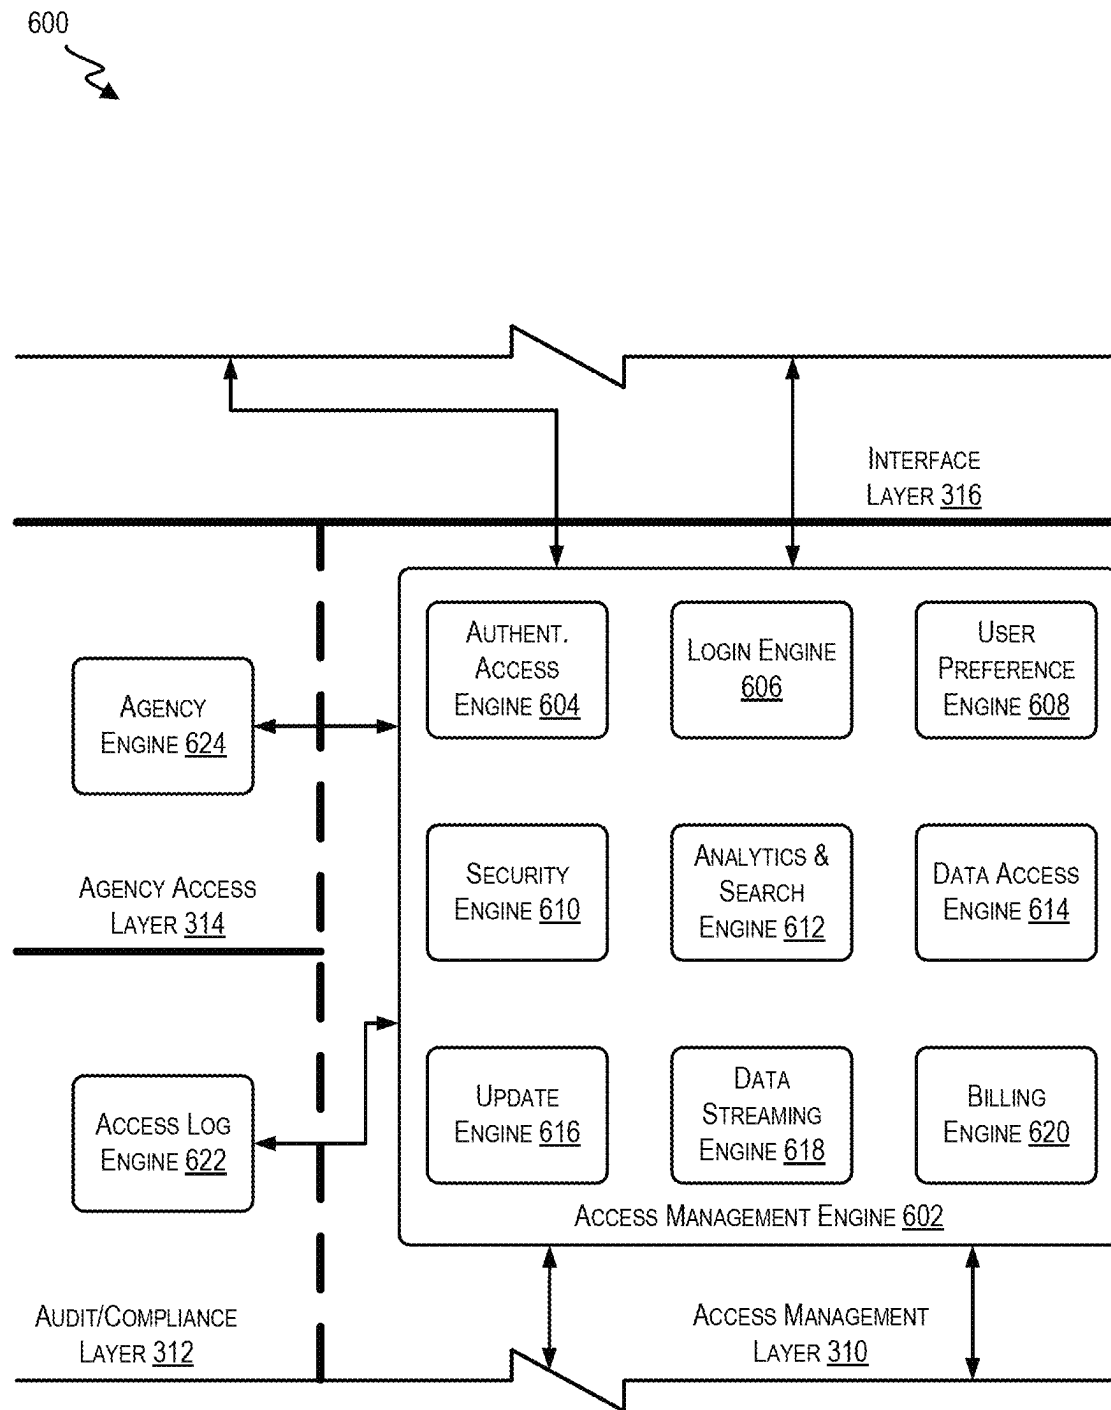 600
INTERFACE
LAYER 316
AUTHENT.
ACCESS
ENGINE 604
LOGIN ENGINE
606
USER
PREFERENCE
ENGINE 608
AGENCY
ENGINE 624
SECURITY
ENGINE 610
ANALYTICS &
SEARCH
ENGINE 612
DATA ACCESS
ENGINE 614
AGENCY ACCESS
LAYER 314
UPDATE
ENGINE 616
DATA
STREAMING
ENGINE 618
BILLING
ENGINE 620
ACCESS LOG
ENGINE 622
ACCESS MANAGEMENT ENGINE 602
AUDIT/COMPLIANCE
LAYER 312
ACCESS MANAGEMENT
LAYER 310